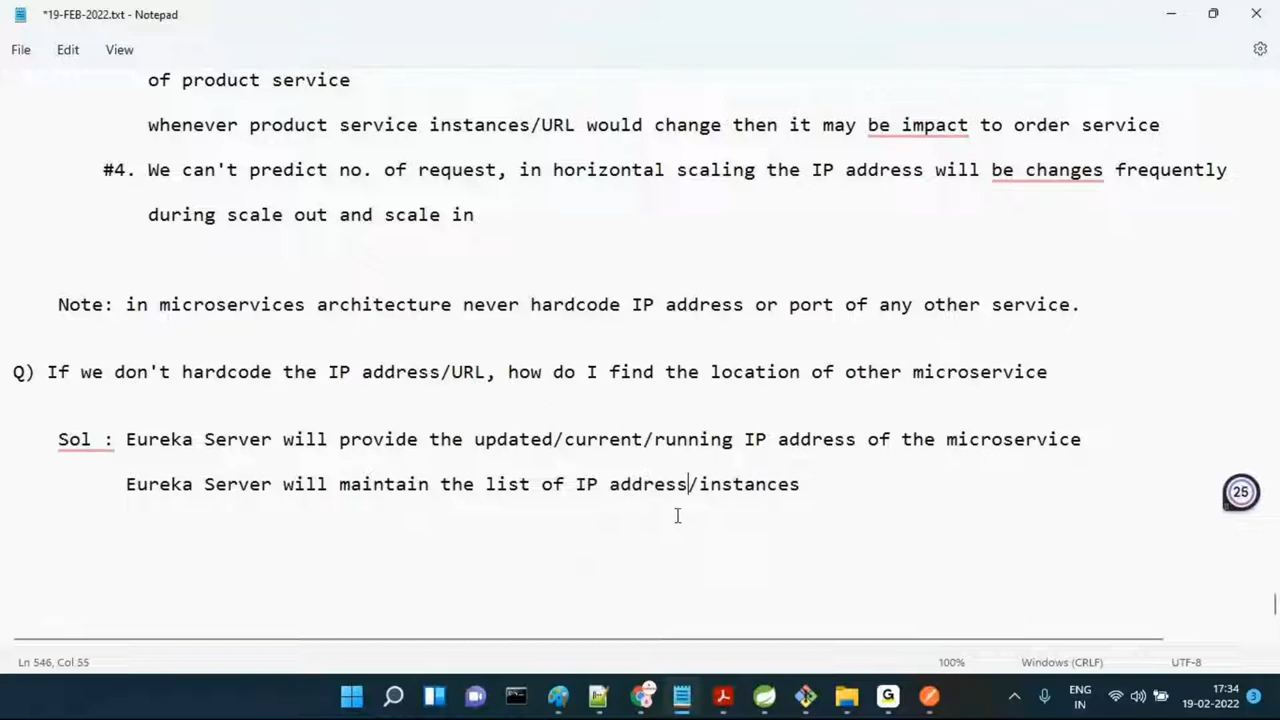 *19-FEB-2022.txt - Notepad
File Edit View
of product service
whenever product service instances/URL would change then it may be impact to order service
#4. We can't predict no. of request, in horizontal scaling the IP address will be changes frequently
during scale out and scale in
Note: in microservices architecture never hardcode IP address or port of any other service.
Q) If we don't hardcode the IP address/URL, how do I find the location of other microservice
Sol : Eureka Server will provide the updated/current/running IP address of the microservice
Eureka Server will maintain the list of IP address/instances
25
Ln 546, Col 55 100% Windows (CRLF) UTF-8
ENG 17:34
IN 19-02-2022 3